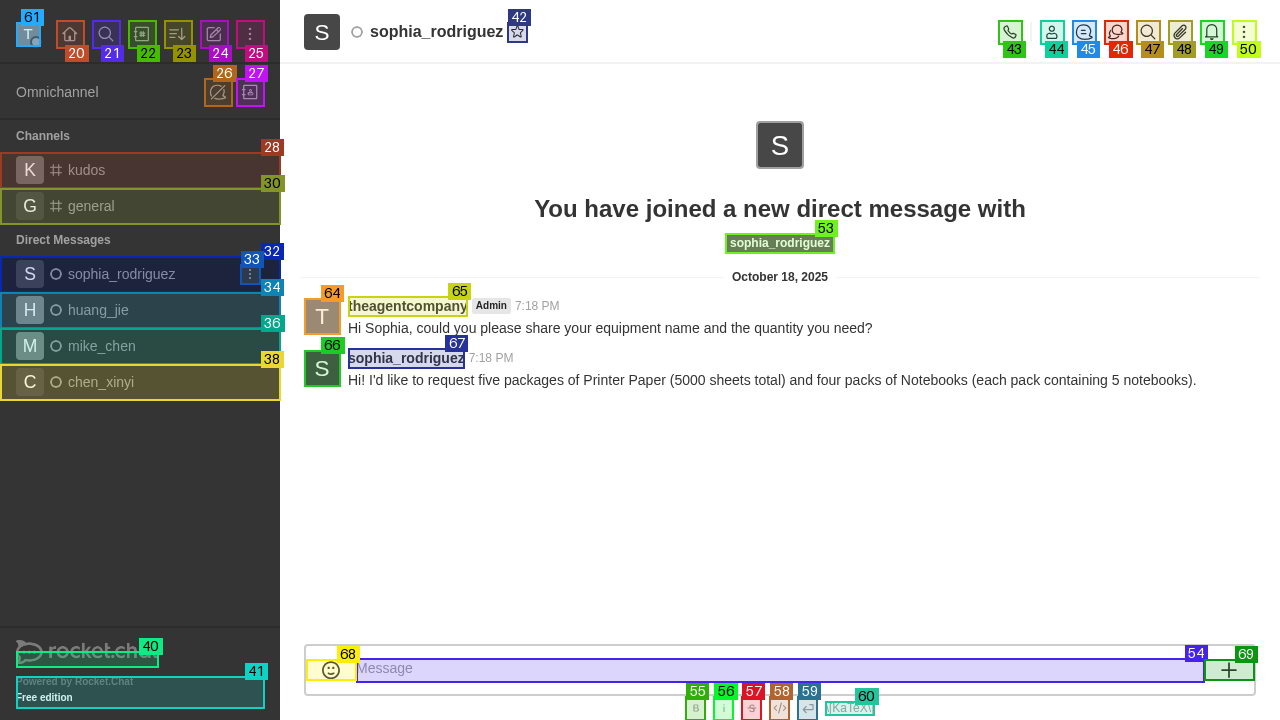 61
T
20
21
22
23
24
25
Omnichannel
26
27
Channels
28
K kudos
30
G general
Direct Messages
32
33
S sophia_rodriguez
34
H huang_jie
36
M mike_chen
38
C chen_xinyi
40
rocket.chat
41
Powered by Rocket.Chat
Free edition
S sophia_rodriguez
42
43
44
45
46
47
48
49
50
S
You have joined a new direct message with
53
sophia_rodriguez
October 18, 2025
64
65
T
theagentcompany Admin 7:18 PM
Hi Sophia, could you please share your equipment name and the quantity you need?
66
67
S
sophia_rodriguez 7:18 PM
Hi! I'd like to request five packages of Printer Paper (5000 sheets total) and four packs of Notebooks (each pack containing 5 notebooks).
68
54
69
Message
55
56
57
58
59
60
B
i
S
</>
\[KaTeX\]